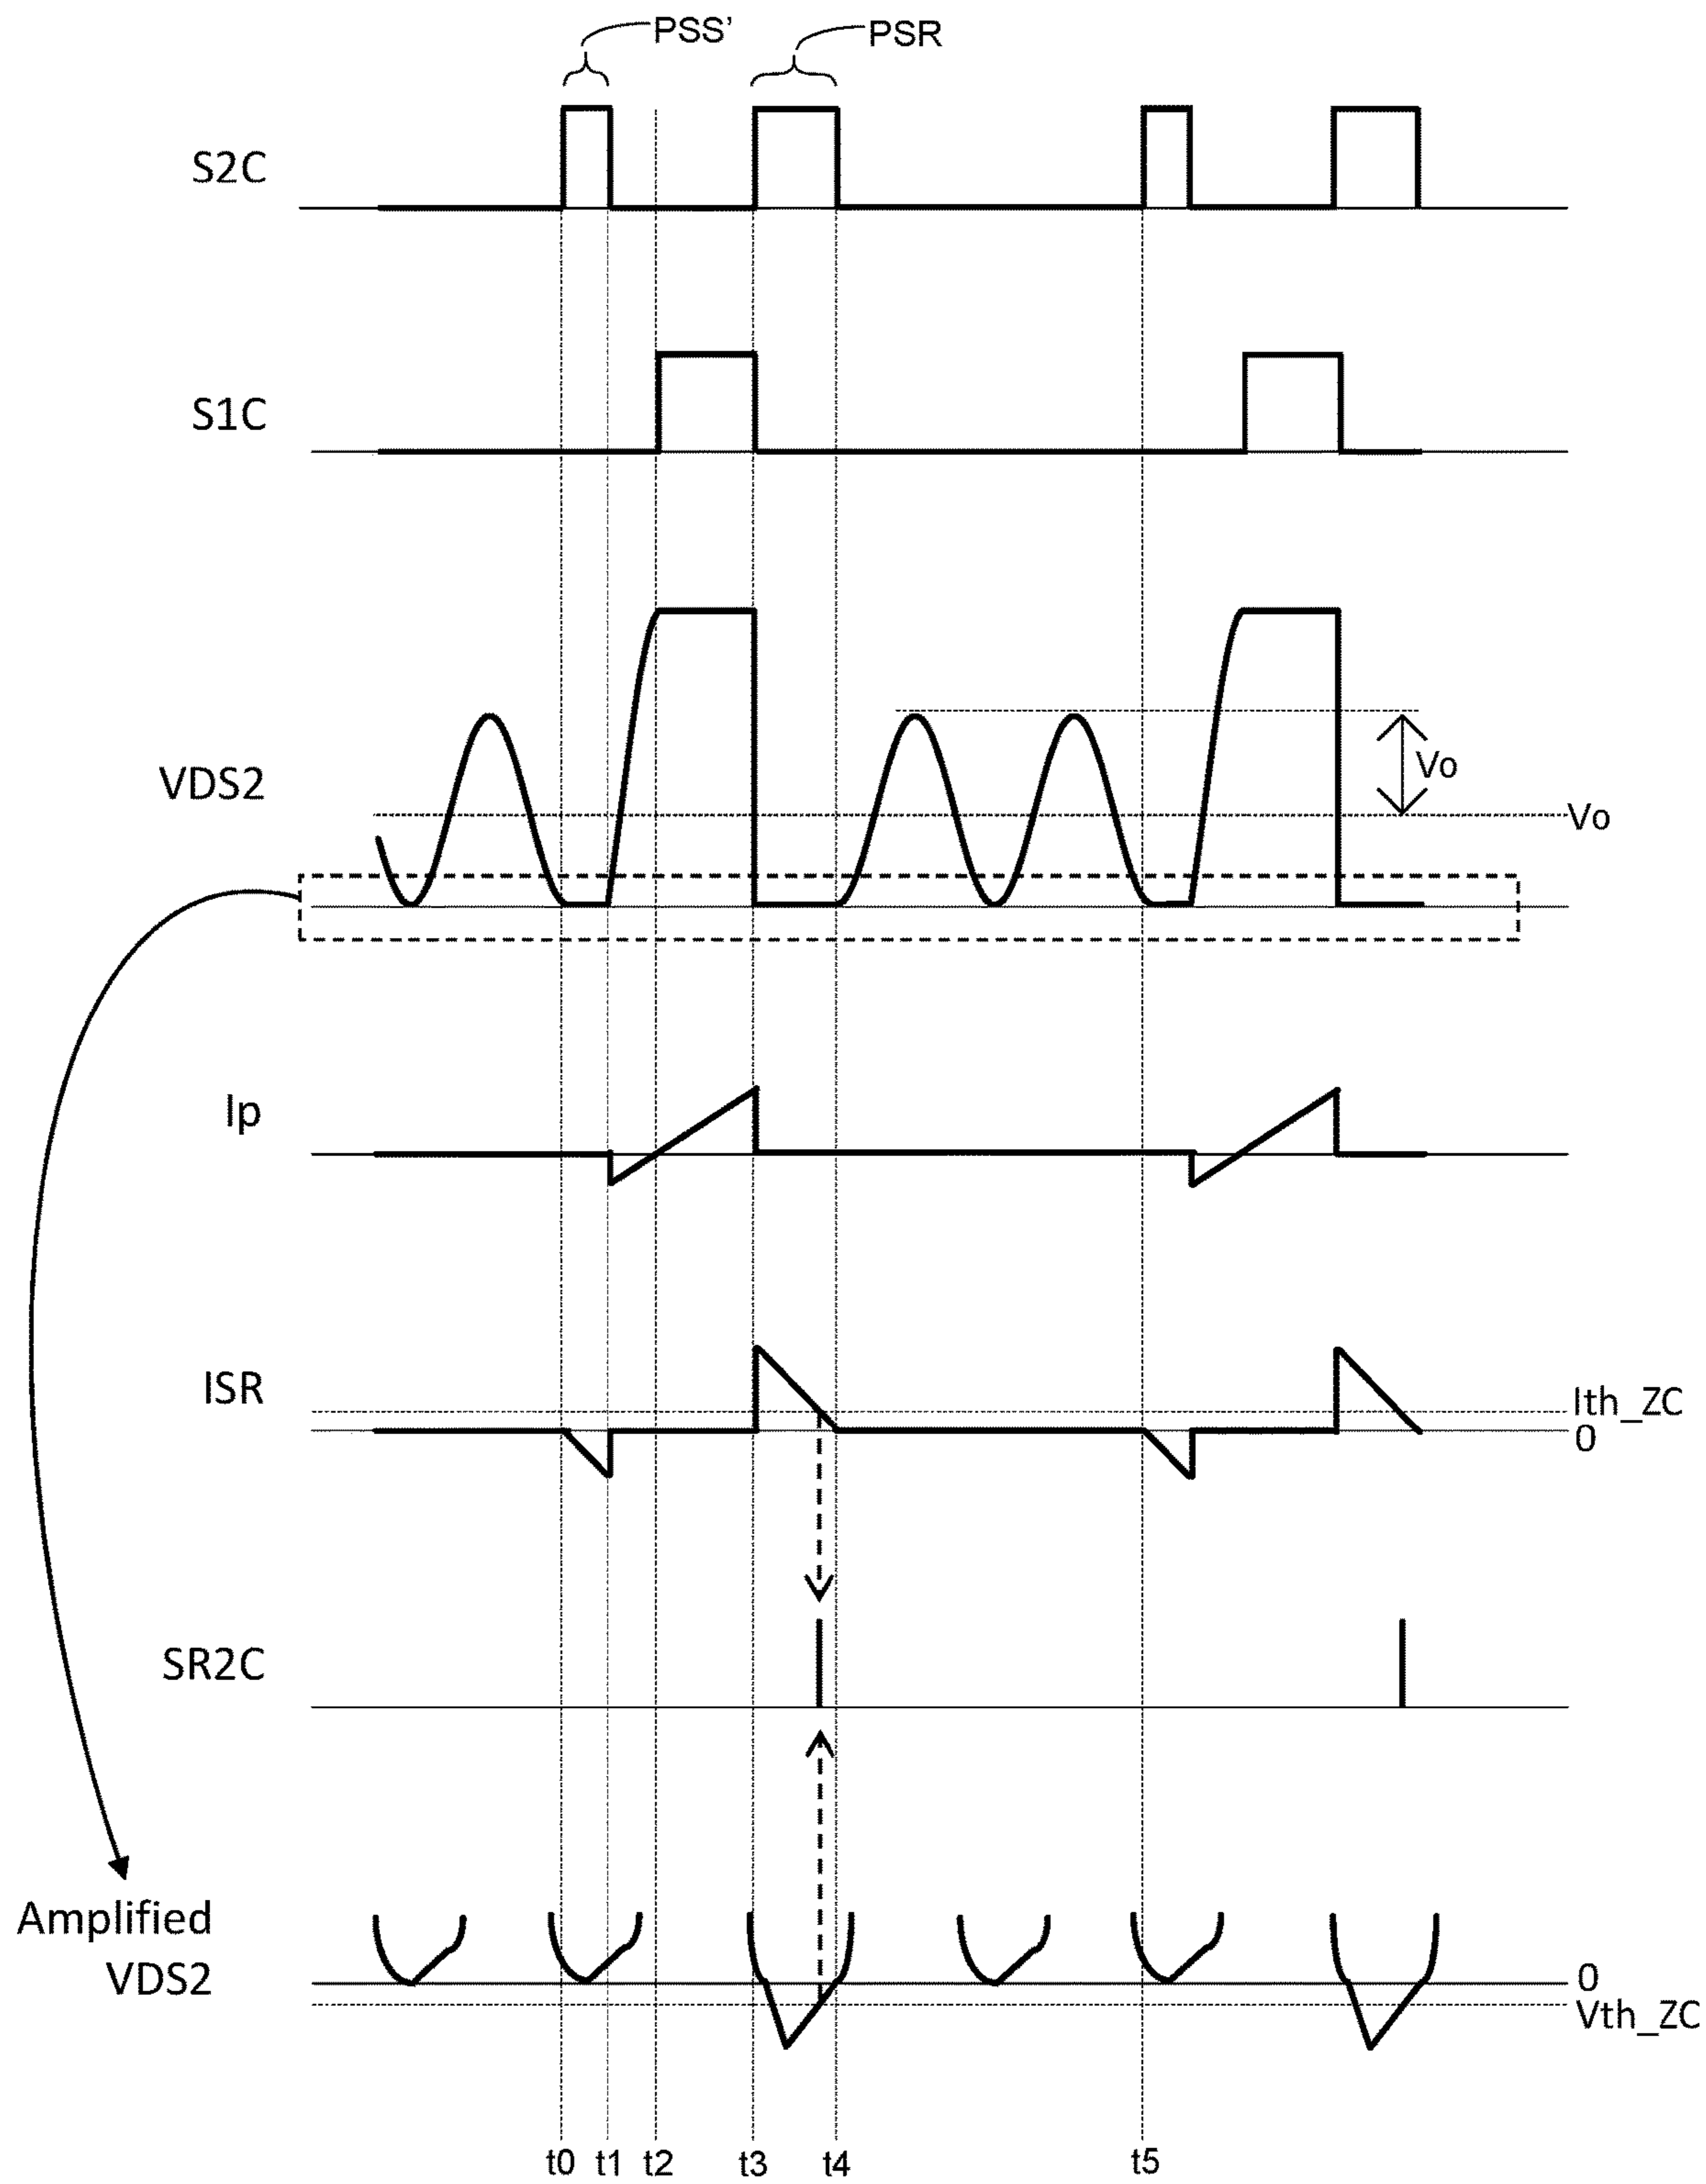 PSS’
PSR
S2C
S1C
VDS2
Vo
Vo
Ip
ISR
Ith_ZC
0
SR2C
Amplified
VDS2
0
Vth_ZC
t0 t1 t2 t3 t4 t5